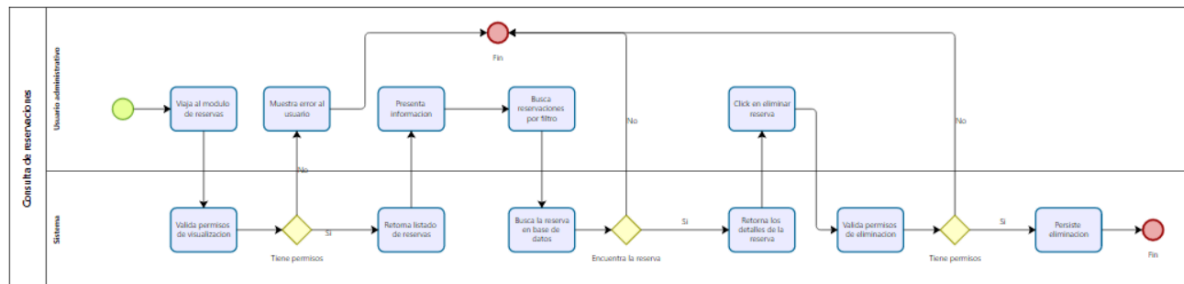 Consulta de reservaciones
Usuario administrativo
Fin
Viaja al modulo
de reservas
Muestra error al
usuario
Presenta
informacion
Busca
reservaciones
por filtro
No
Click en eliminar
reserva
No
No
Sistema
Valida permisos
de visualizacion
Si
Tiene permisos
Retorna listado
de reservas
Busca la reserva
en base de
datos
Si
Encuentra la reserva
Retorna los
detalles de la
reserva
Valida permisos
de eliminacion
Si
Tiene permisos
Persiste
eliminacion
Fin